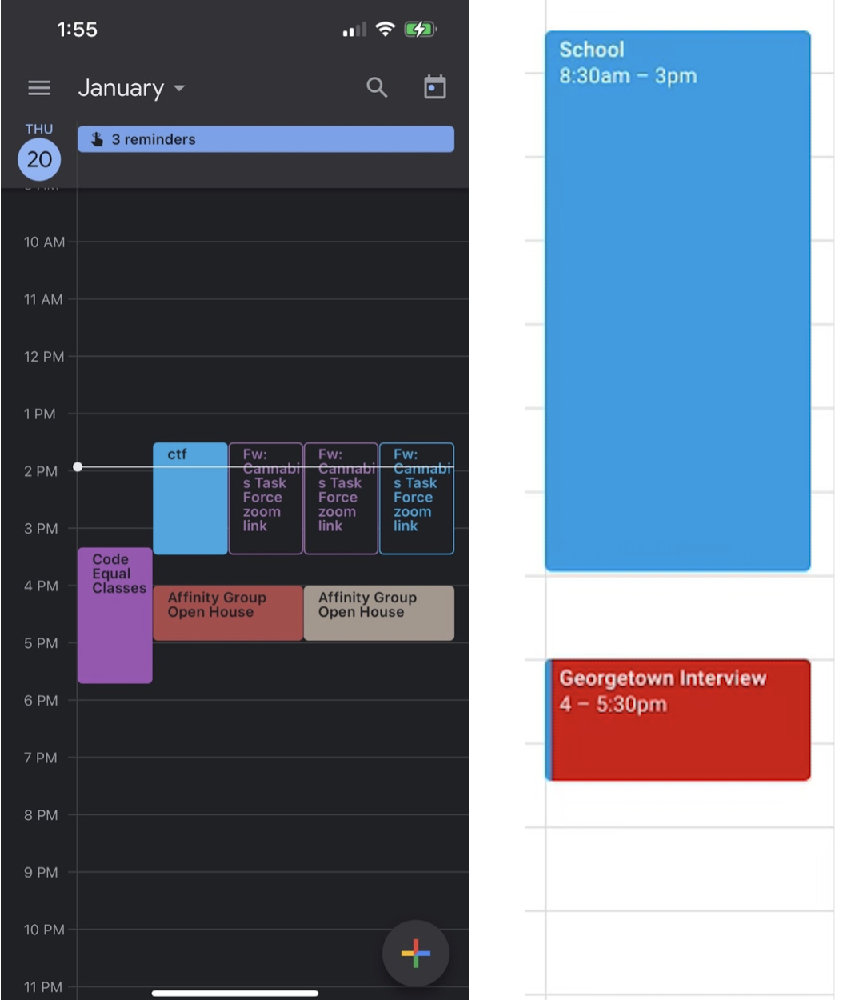 1:55
January
THU
20
3 reminders
10 AM
11 AM
12 PM
1 PM
2 PM
3 PM
4 PM
5 PM
6 PM
7 PM
8 PM
9 PM
10 PM
11 PM
ctf
Fw:
Cannabi
s Task
Force
zoom
link
Fw:
Cannabi
s Task
Force
zoom
link
Fw:
Cannabi
s Task
Force
zoom
link
Code
Equal
Classes
Affinity Group
Open House
Affinity Group
Open House
School
8:30am – 3pm
Georgetown Interview
4 – 5:30pm